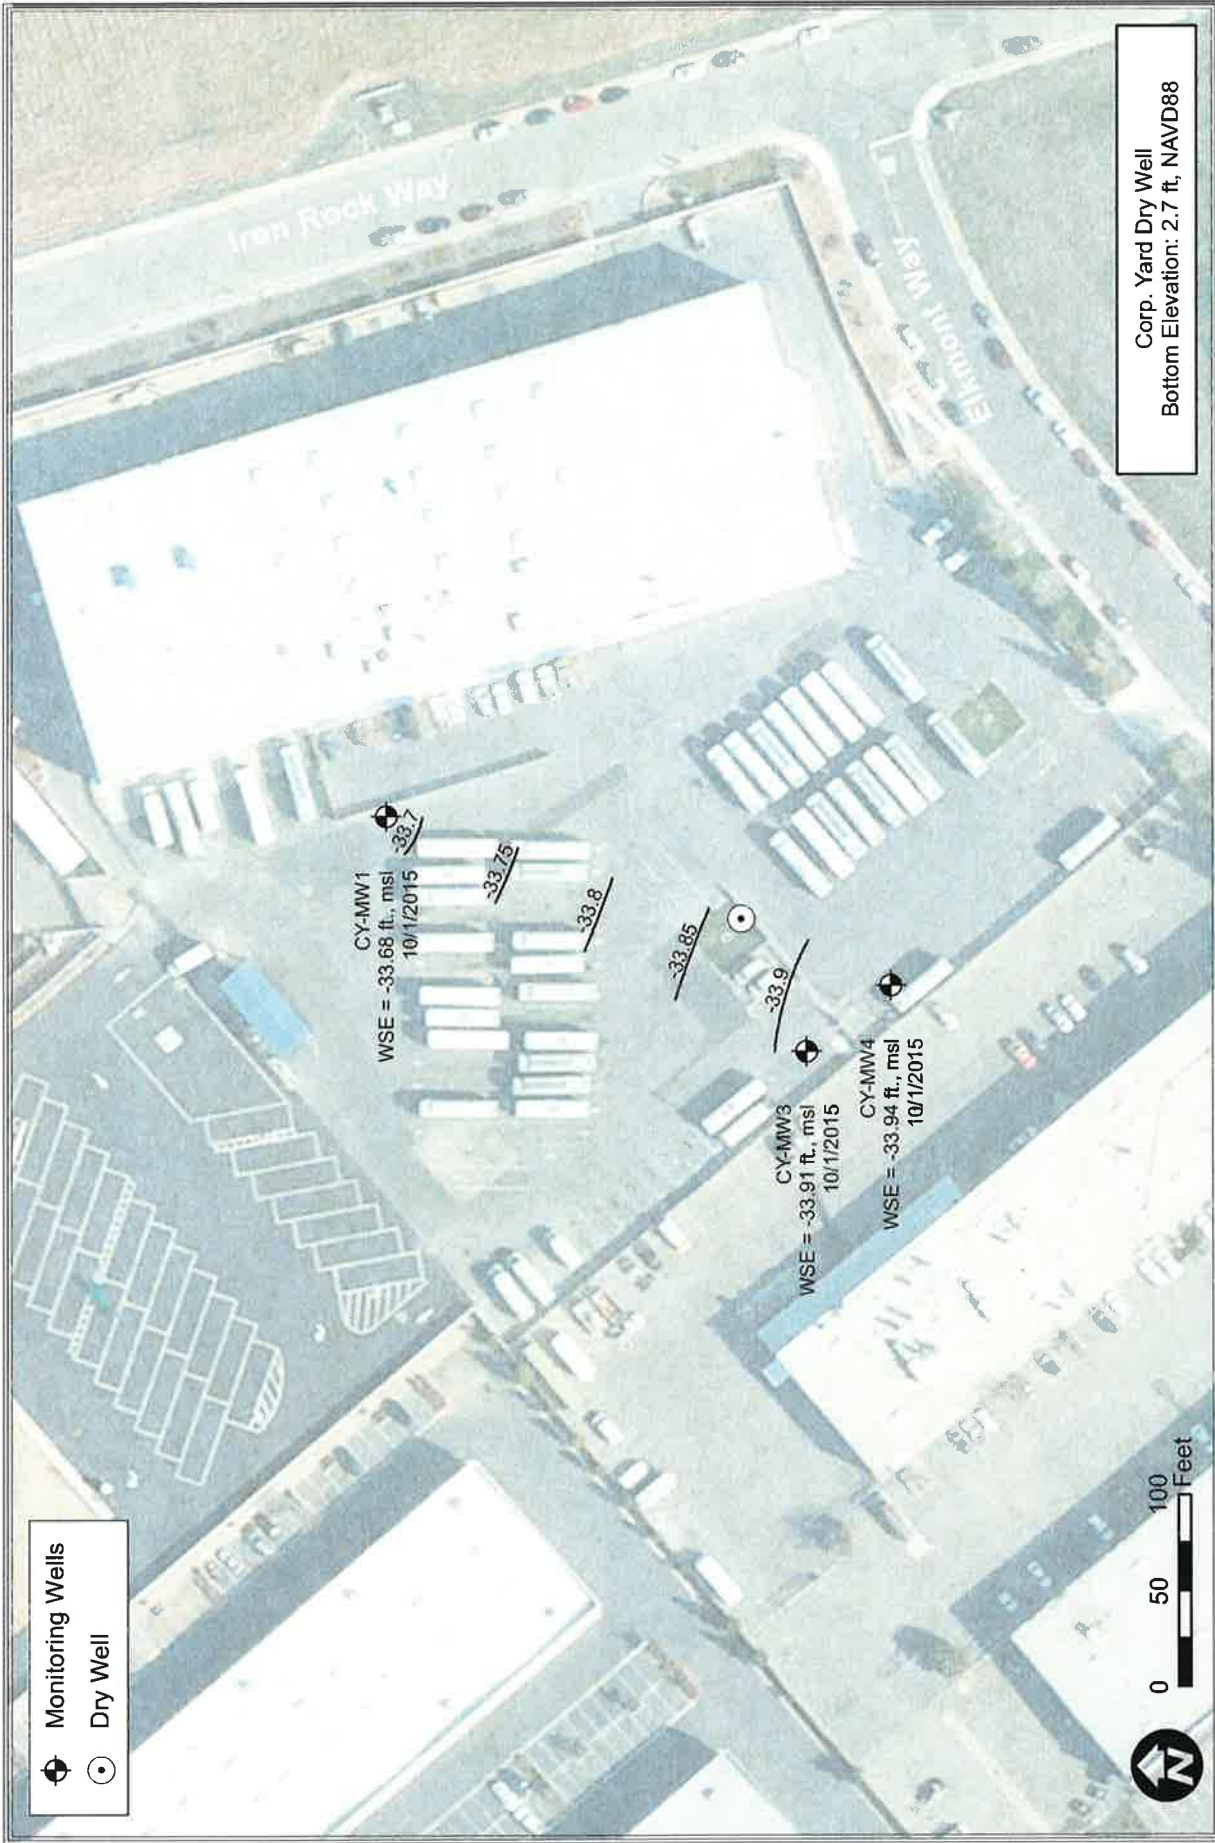 Monitoring Wells
Dry Well
Iron Rock Way
CY-MW1
WSE = -33.68 ft., msl
10/1/2015
-33.7
-33.75
-33.8
-33.85
-33.9
CY-MW3
WSE = -33.91 ft., msl
10/1/2015
CY-MW4
WSE = -33.94 ft., msl
10/1/2015
Elkmont Way
N
0 50 100
Feet
Corp. Yard Dry Well
Bottom Elevation: 2.7 ft, NAVD88